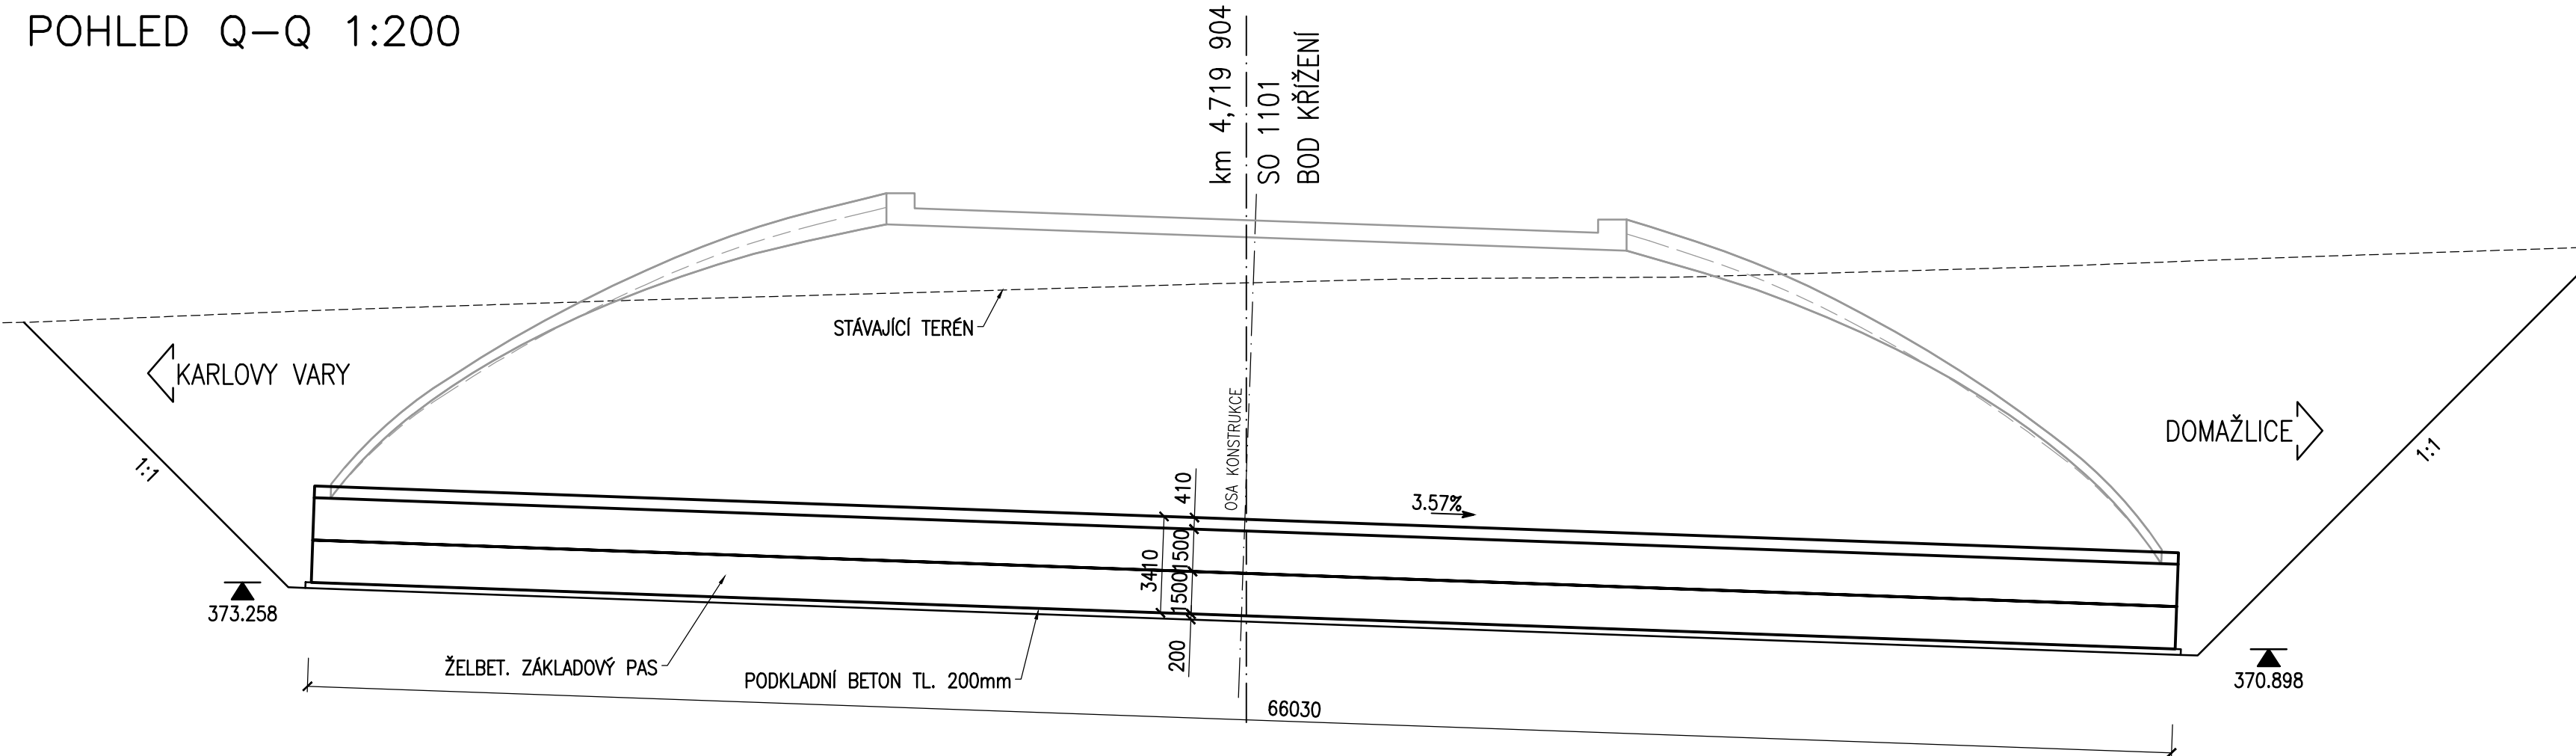 POHLED Q-Q 1:200
km 4,719 904
SO 1101
BOD KŘÍŽENÍ
STÁVAJÍCÍ TERÉN
KARLOVY VARY
DOMAŽLICE
1:1
1:1
OSA KONSTRUKCE
410
3.57%
1500
3410
1500
373.258
200
ŽELBET. ZÁKLADOVÝ PAS
PODKLADNÍ BETON TL. 200mm
370.898
66030